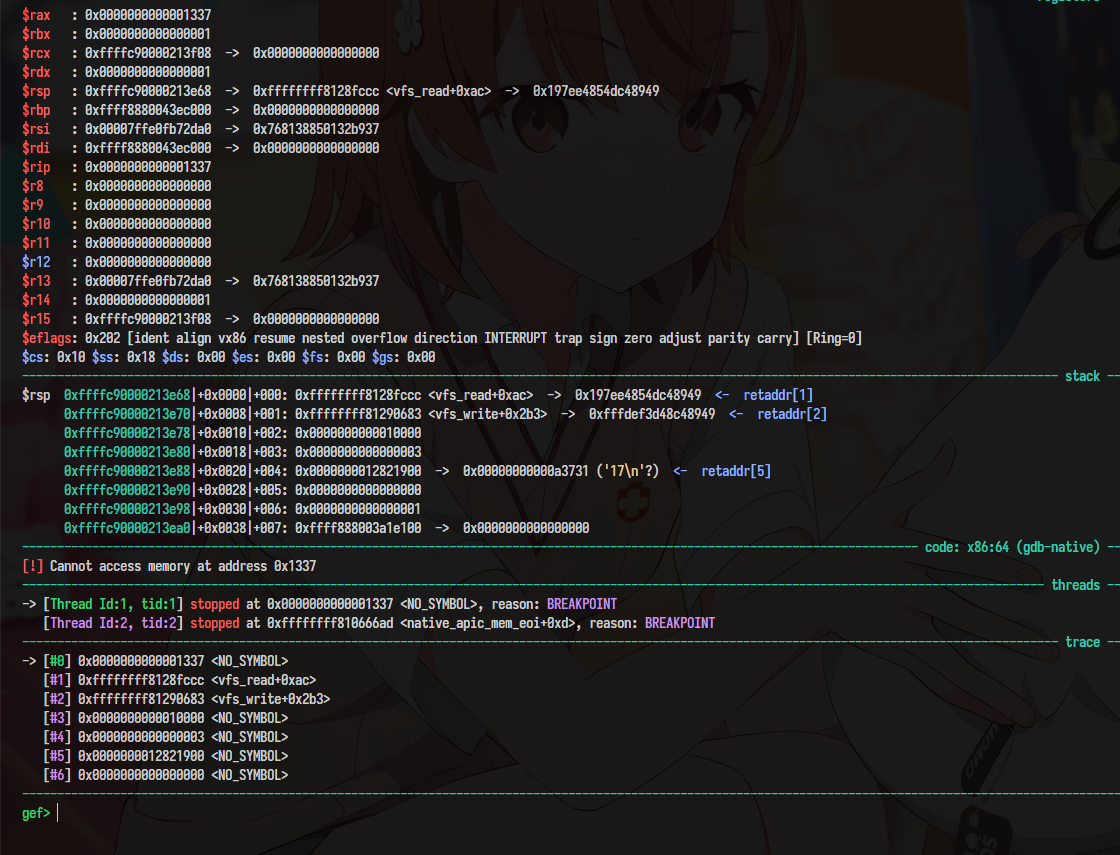 registers
$rax   : 0x0000000000001337
$rbx   : 0x0000000000000001
$rcx   : 0xffffc90000213f08  ->  0x0000000000000000
$rdx   : 0x0000000000000001
$rsp   : 0xffffc90000213e68  ->  0xffffffff8128fccc <vfs_read+0xac>  ->  0x197ee4854dc48949
$rbp   : 0xffff8880043ec000  ->  0x0000000000000000
$rsi   : 0x00007ffe0fb72da0  ->  0x768138850132b937
$rdi   : 0xffff8880043ec000  ->  0x0000000000000000
$rip   : 0x0000000000001337
$r8    : 0x0000000000000000
$r9    : 0x0000000000000000
$r10   : 0x0000000000000000
$r11   : 0x0000000000000000
$r12   : 0x0000000000000000
$r13   : 0x00007ffe0fb72da0  ->  0x768138850132b937
$r14   : 0x0000000000000001
$r15   : 0xffffc90000213f08  ->  0x0000000000000000
$eflags: 0x202 [ident align vx86 resume nested overflow direction INTERRUPT trap sign zero adjust parity carry] [Ring=0]
$cs: 0x10 $ss: 0x18 $ds: 0x00 $es: 0x00 $fs: 0x00 $gs: 0x00
stack
$rsp  0xffffc90000213e68|+0x0000|+000: 0xffffffff8128fccc <vfs_read+0xac>  ->  0x197ee4854dc48949  <-  retaddr[1]
0xffffc90000213e70|+0x0008|+001: 0xffffffff81290683 <vfs_write+0x2b3>  ->  0xfffdef3d48c48949  <-  retaddr[2]
0xffffc90000213e78|+0x0010|+002: 0x0000000000010000
0xffffc90000213e80|+0x0018|+003: 0x0000000000000003
0xffffc90000213e88|+0x0020|+004: 0x0000000012821900  ->  0x00000000000a3731 ('17\n'?)  <-  retaddr[5]
0xffffc90000213e90|+0x0028|+005: 0x0000000000000000
0xffffc90000213e98|+0x0030|+006: 0x0000000000000001
0xffffc90000213ea0|+0x0038|+007: 0xffff888003a1e100  ->  0x0000000000000000
code: x86:64 (gdb-native)
[!] Cannot access memory at address 0x1337
threads
-> [Thread Id:1, tid:1] stopped at 0x0000000000001337 <NO_SYMBOL>, reason: BREAKPOINT
[Thread Id:2, tid:2] stopped at 0xffffffff810666ad <native_apic_mem_eoi+0xd>, reason: BREAKPOINT
trace
-> [#0] 0x0000000000001337 <NO_SYMBOL>
[#1] 0xffffffff8128fccc <vfs_read+0xac>
[#2] 0xffffffff81290683 <vfs_write+0x2b3>
[#3] 0x0000000000010000 <NO_SYMBOL>
[#4] 0x0000000000000003 <NO_SYMBOL>
[#5] 0x0000000012821900 <NO_SYMBOL>
[#6] 0x0000000000000000 <NO_SYMBOL>
gef>